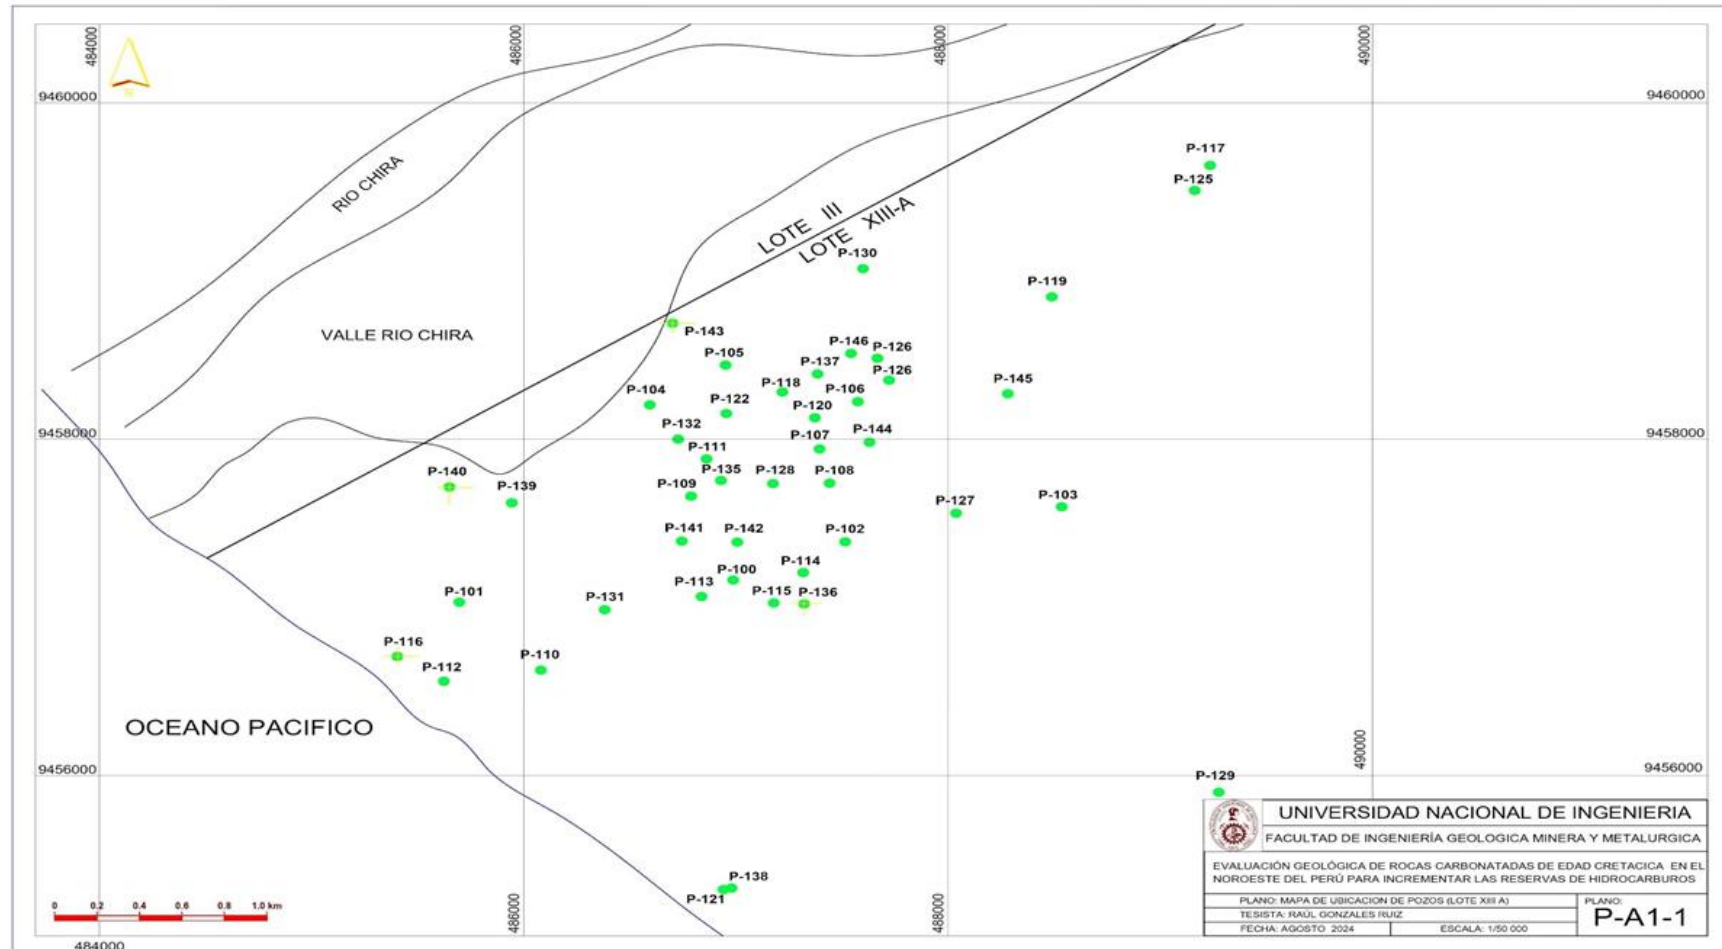 484000
486000
488000
490000
9460000
9460000
N
P-117
RIO CHIRA
P-125
LOTE III
LOTE XIII-A
P-130
P-119
VALLE RIO CHIRA
P-143
P-146
P-126
P-105
P-137
P-126
P-118
P-145
P-104
P-106
P-122
P-120
P-132
P-144
9458000
9458000
P-111
P-107
P-140
P-135
P-128
P-108
P-139
P-109
P-127
P-103
P-141
P-142
P-102
P-114
P-100
P-113
P-101
P-131
P-115
P-136
P-116
P-110
P-112
OCEANO PACIFICO
490000
9456000
9456000
P-129
P-138
P-121
0 0.2 0.4 0.6 0.8 1.0 km
484000
486000
488000
UNIVERSIDAD NACIONAL DE INGENIERIA
FACULTAD DE INGENIERÍA GEOLOGICA MINERA Y METALURGICA
EVALUACIÓN GEOLÓGICA DE ROCAS CARBONATADAS DE EDAD CRETACICA EN EL
NOROESTE DEL PERÚ PARA INCREMENTAR LAS RESERVAS DE HIDROCARBUROS
PLANO: MAPA DE UBICACION DE POZOS (LOTE XIII A)
TESISTA: RAÚL GONZALES RUIZ
FECHA: AGOSTO 2024
ESCALA: 1/50 000
PLANO:
P-A1-1